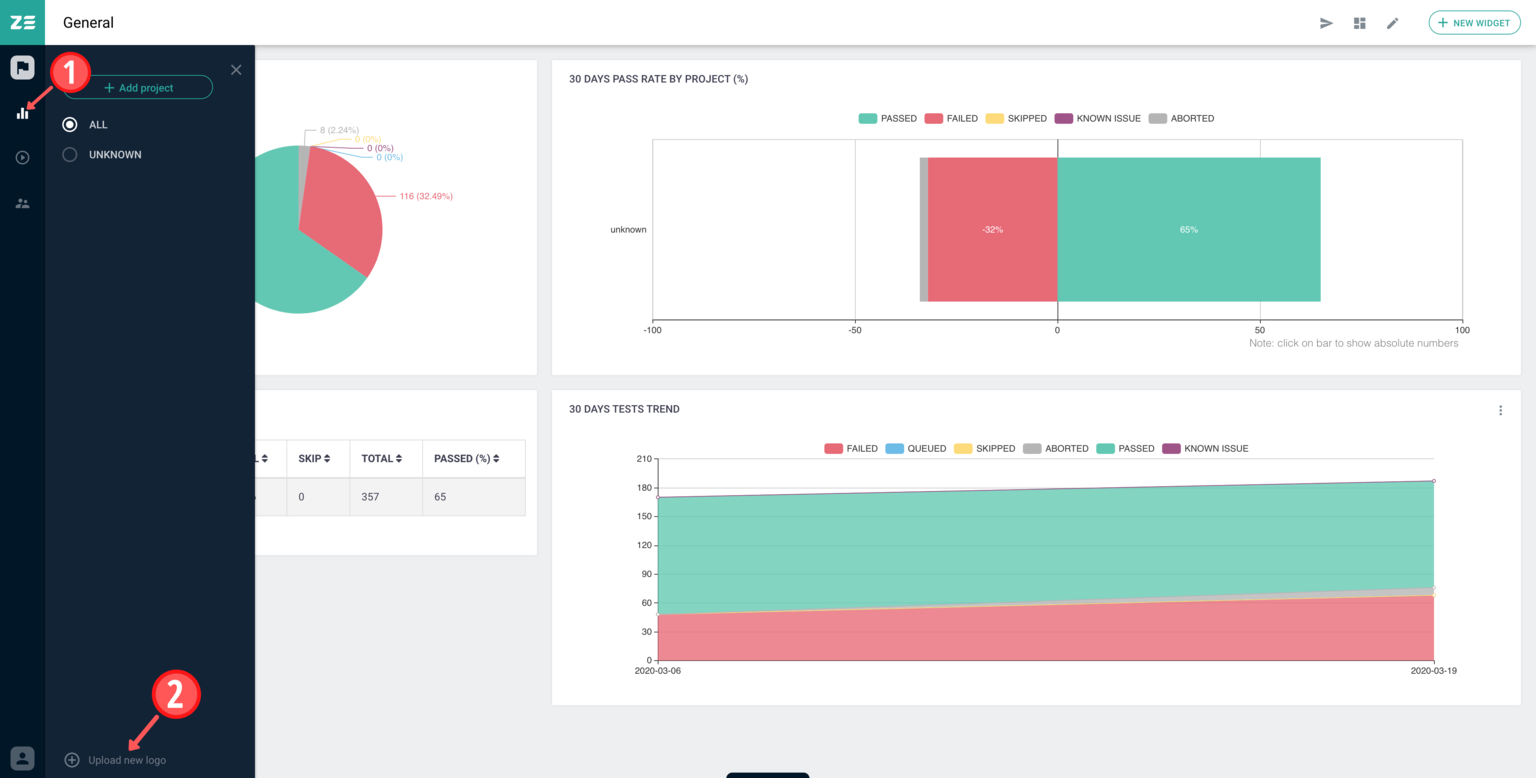 ZE
General
NEW WIDGET
1
Add project
ALL
UNKNOWN
8 (2.24%)
0 (0%)
0 (0%)
0 (0%)
116 (32.49%)
30 DAYS PASS RATE BY PROJECT (%)
PASSED FAILED SKIPPED KNOWN ISSUE ABORTED
unknown
-32%
65%
-100 -50 0 50 100
Note: click on bar to show absolute numbers
SKIP TOTAL PASSED (%)
0 357 65
30 DAYS TESTS TREND
FAILED QUEUED SKIPPED ABORTED PASSED KNOWN ISSUE
210
180
150
120
90
60
30
0
2020-03-06 2020-03-19
2
Upload new logo